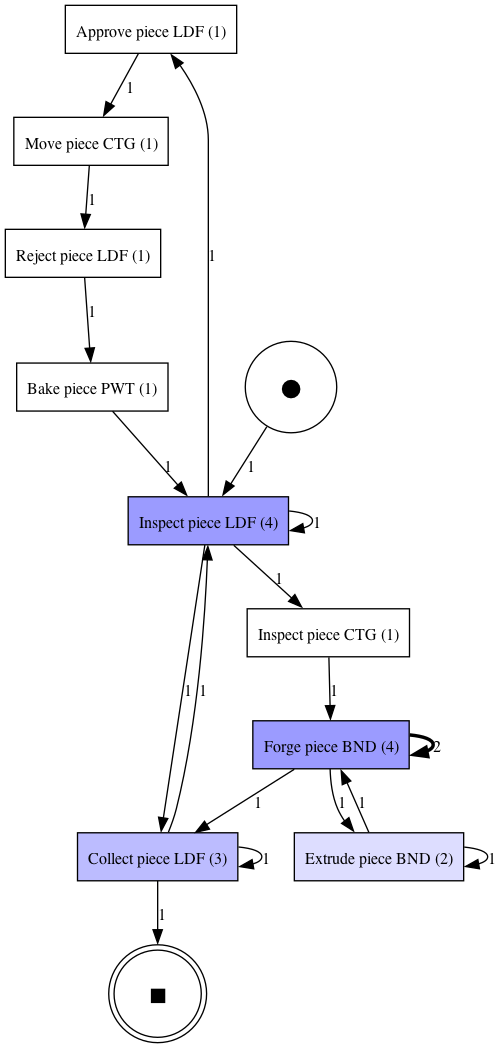 Approve piece LDF (1)
1
Move piece CTG (1)
1
Reject piece LDF (1)
1
1
Bake piece PWT (1)
1
1
Inspect piece LDF (4)
1
1
Inspect piece CTG (1)
1
1
1
Forge piece BND (4)
2
1
1
1
Collect piece LDF (3)
1
Extrude piece BND (2)
1
1